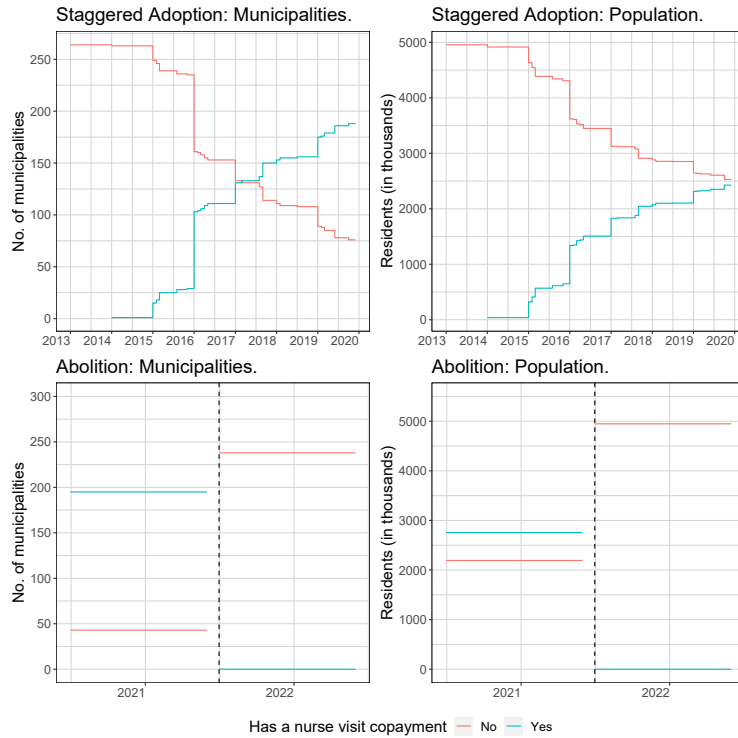 Staggered Adoption: Municipalities.
No. of municipalities
250
200
150
100
50
0
2013 2014 2015 2016 2017 2018 2019 2020
Staggered Adoption: Population.
Residents (in thousands)
5000
4000
3000
2000
1000
0
2013 2014 2015 2016 2017 2018 2019 2020
Abolition: Municipalities.
No. of municipalities
300
250
200
150
100
50
0
2021 2022
Abolition: Population.
Residents (in thousands)
5000
4000
3000
2000
1000
0
2021 2022
Has a nurse visit copayment No Yes